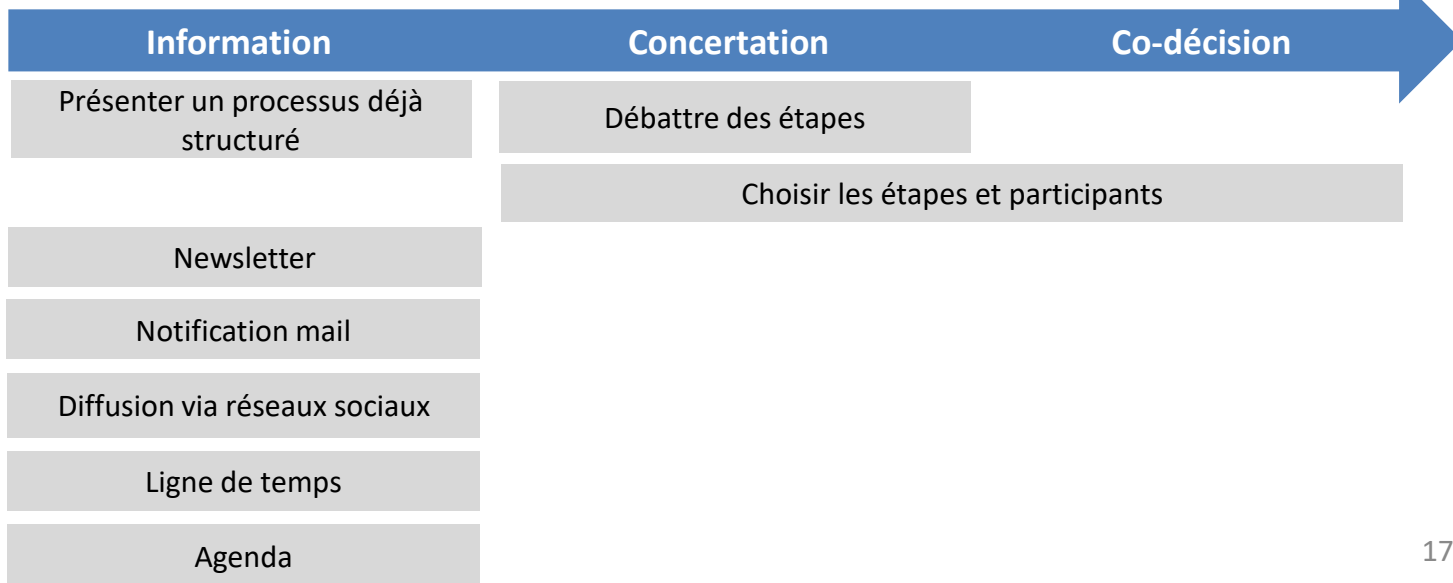 Information Concertation Co-décision
Présenter un processus déjà
structuré
Débattre des étapes
Choisir les étapes et participants
Newsletter
Notification mail
Diffusion via réseaux sociaux
Ligne de temps
Agenda
17